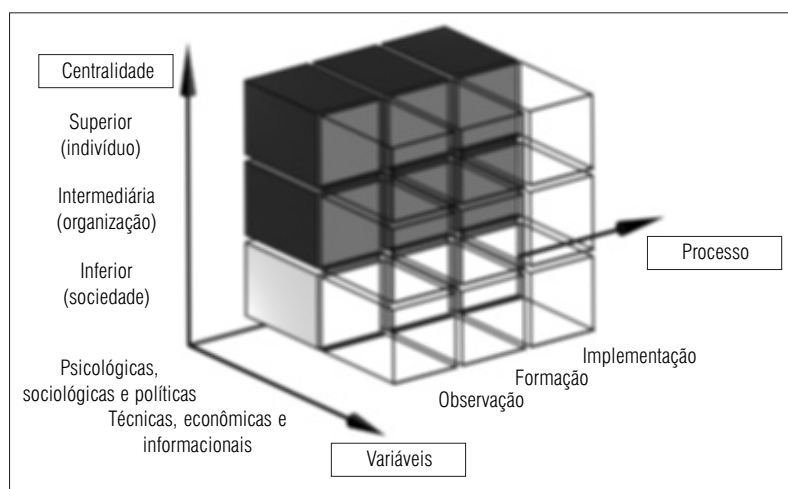 Centralidade
Superior
(indivíduo)
Intermediária
(organização)
Inferior
(sociedade)
Processo
Implementação
Formação
Observação
Psicológicas,
sociológicas e políticas
Técnicas, econômicas e
informacionais
Variáveis